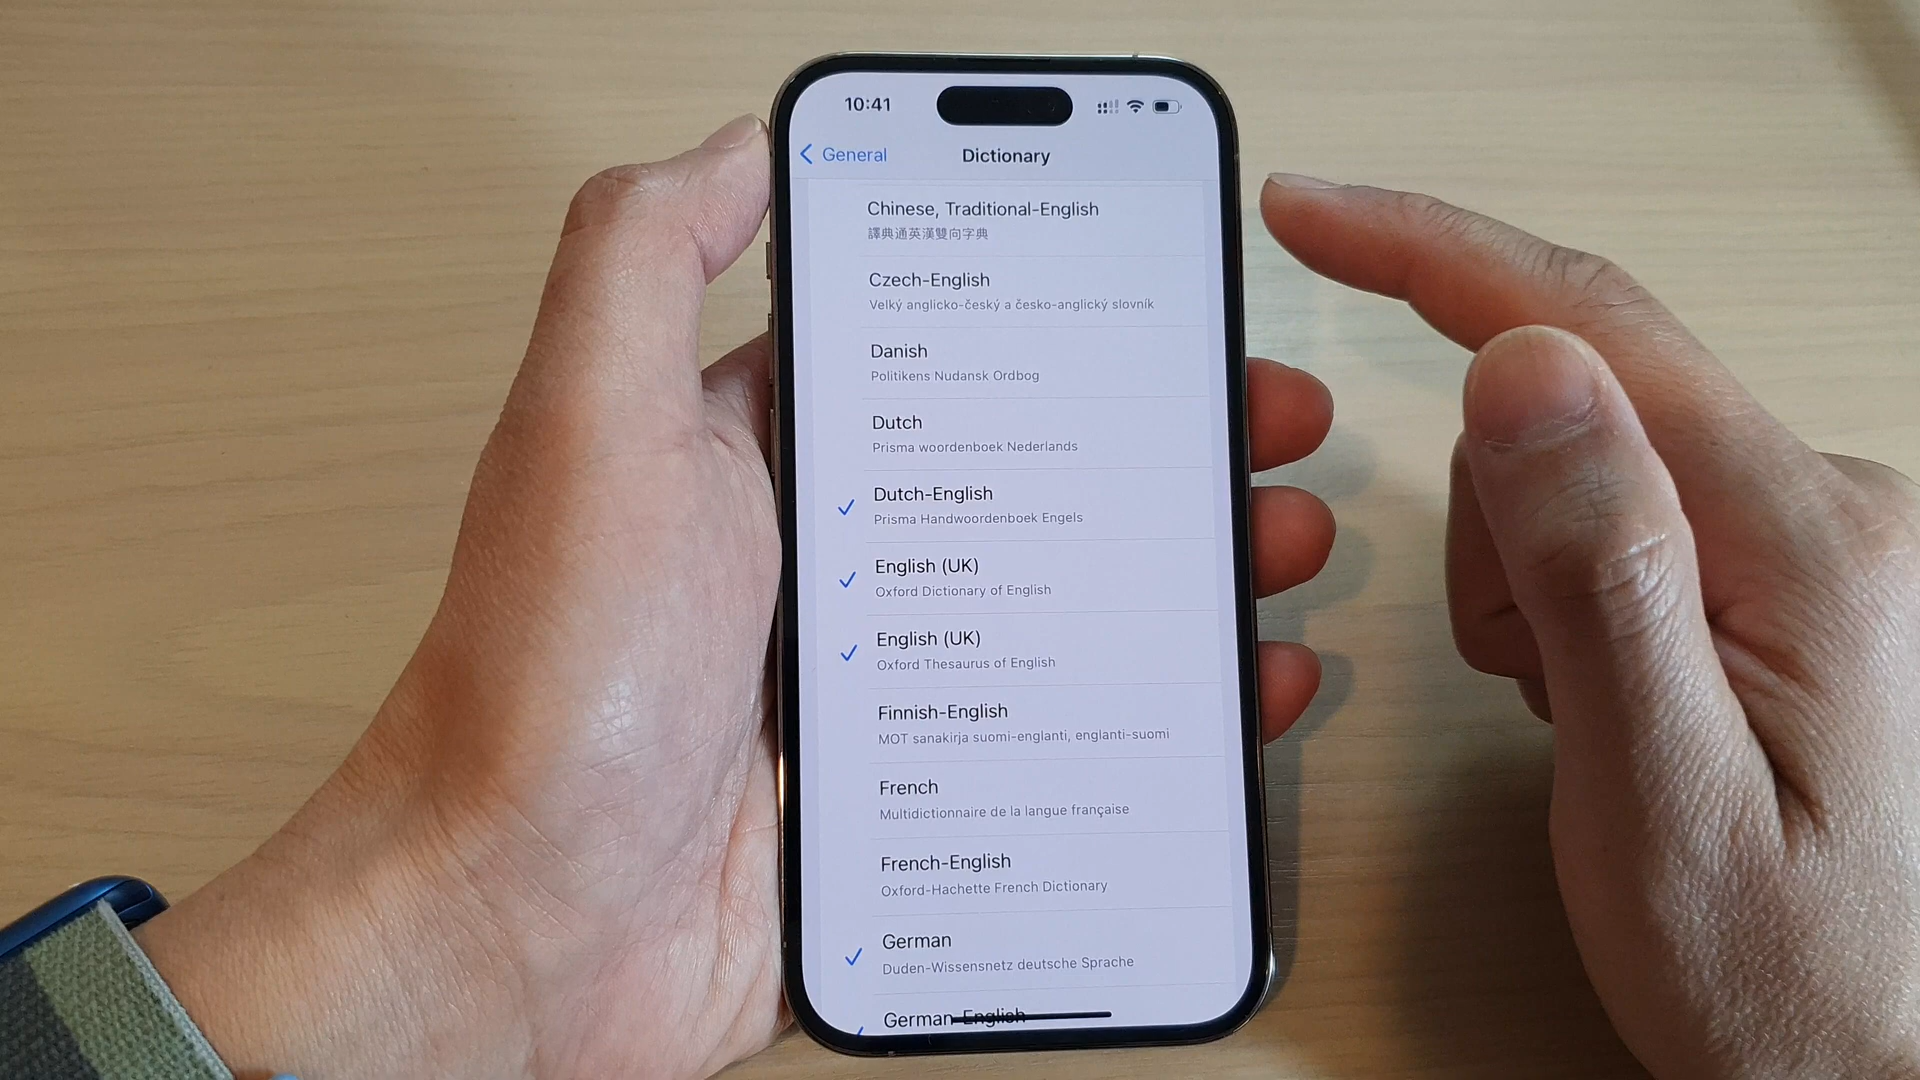 10:41
General
Dictionary
Chinese, Traditional-English
譯典通英漢雙向字典
Czech-English
Velký anglicko-český a česko-anglický slovník
Danish
Politikens Nudansk Ordbog
Dutch
Prisma woordenboek Nederlands
Dutch-English
Prisma Handwoordenboek Engels
English (UK)
Oxford Dictionary of English
English (UK)
Oxford Thesaurus of English
Finnish-English
MOT sanakirja suomi-englanti, englanti-suomi
French
Multidictionnaire de la langue française
French-English
Oxford-Hachette French Dictionary
German
Duden-Wissensnetz deutsche Sprache
German-English